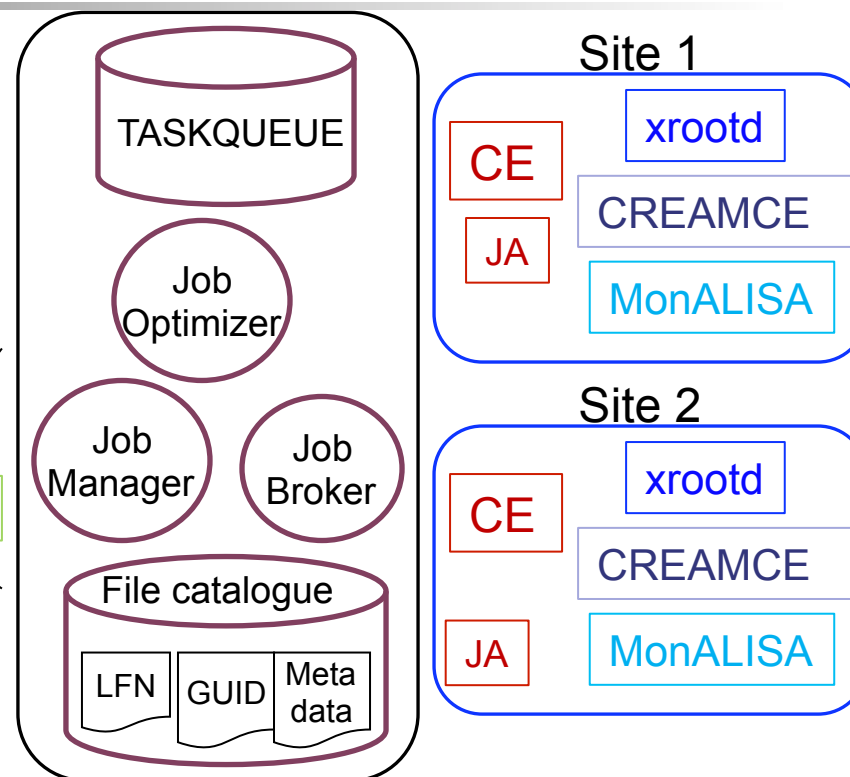 TASKQUEUE
Job
Optimizer
Job
Manager
Job
Broker
File catalogue
LFN
GUID
Meta
data
Site 1
xrootd
CE
CREAMCE
JA
MonALISA
Site 2
xrootd
CE
CREAMCE
JA
MonALISA